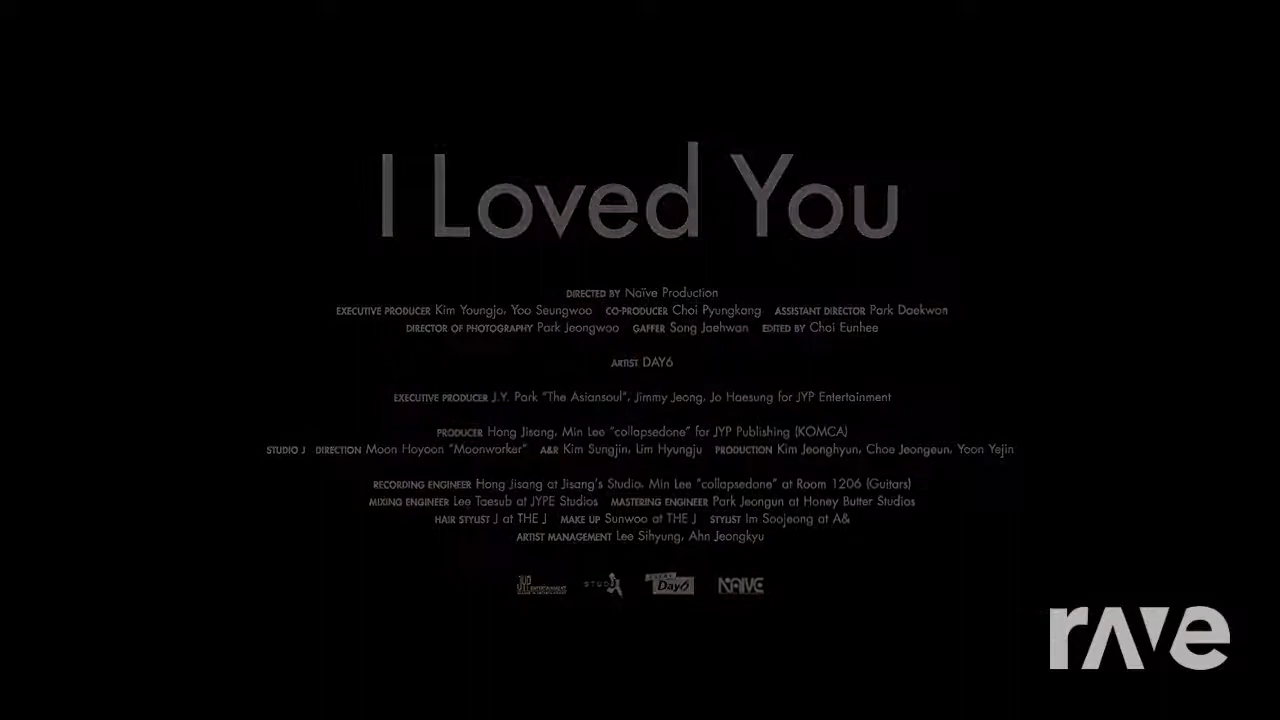 I Loved You
DIRECTED BY Naïve Production
EXECUTIVE PRODUCER Kim Youngjo, Yoo Seungwoo CO-PRODUCER Choi Pyungkang ASSISTANT DIRECTOR Park Daekwon
DIRECTOR OF PHOTOGRAPHY Park Jeongwoo GAFFER Song Jaehwan EDITED BY Choi Eunhee
ARTIST DAY6
EXECUTIVE PRODUCER J.Y. Park "The Asiansoul", Jimmy Jeong, Jo Haesung for JYP Entertainment
PRODUCER Hong Jisang, Min Lee "collapsedone" for JYP Publishing (KOMCA)
STUDIO J DIRECTION Moon Hoyoon "Moonworker" A&R Kim Sungjin, Lim Hyungju PRODUCTION Kim Jeonghyun, Choe Jeongeun, Yoon Yejin
RECORDING ENGINEER Hong Jisang at Jisang's Studio, Min Lee "collapsedone" at Room 1206 (Guitars)
MIXING ENGINEER Lee Taesub at JYPE Studios MASTERING ENGINEER Park Jeongun at Honey Butter Studios
HAIR STYLIST J at THE J MAKE UP Sunwoo at THE J STYLIST Im Soojeong at A&
ARTIST MANAGEMENT Lee Sihyung, Ahn Jeongkyu
JYP ENTERTAINMENT STUDIO J Day6 NAIVE
rave